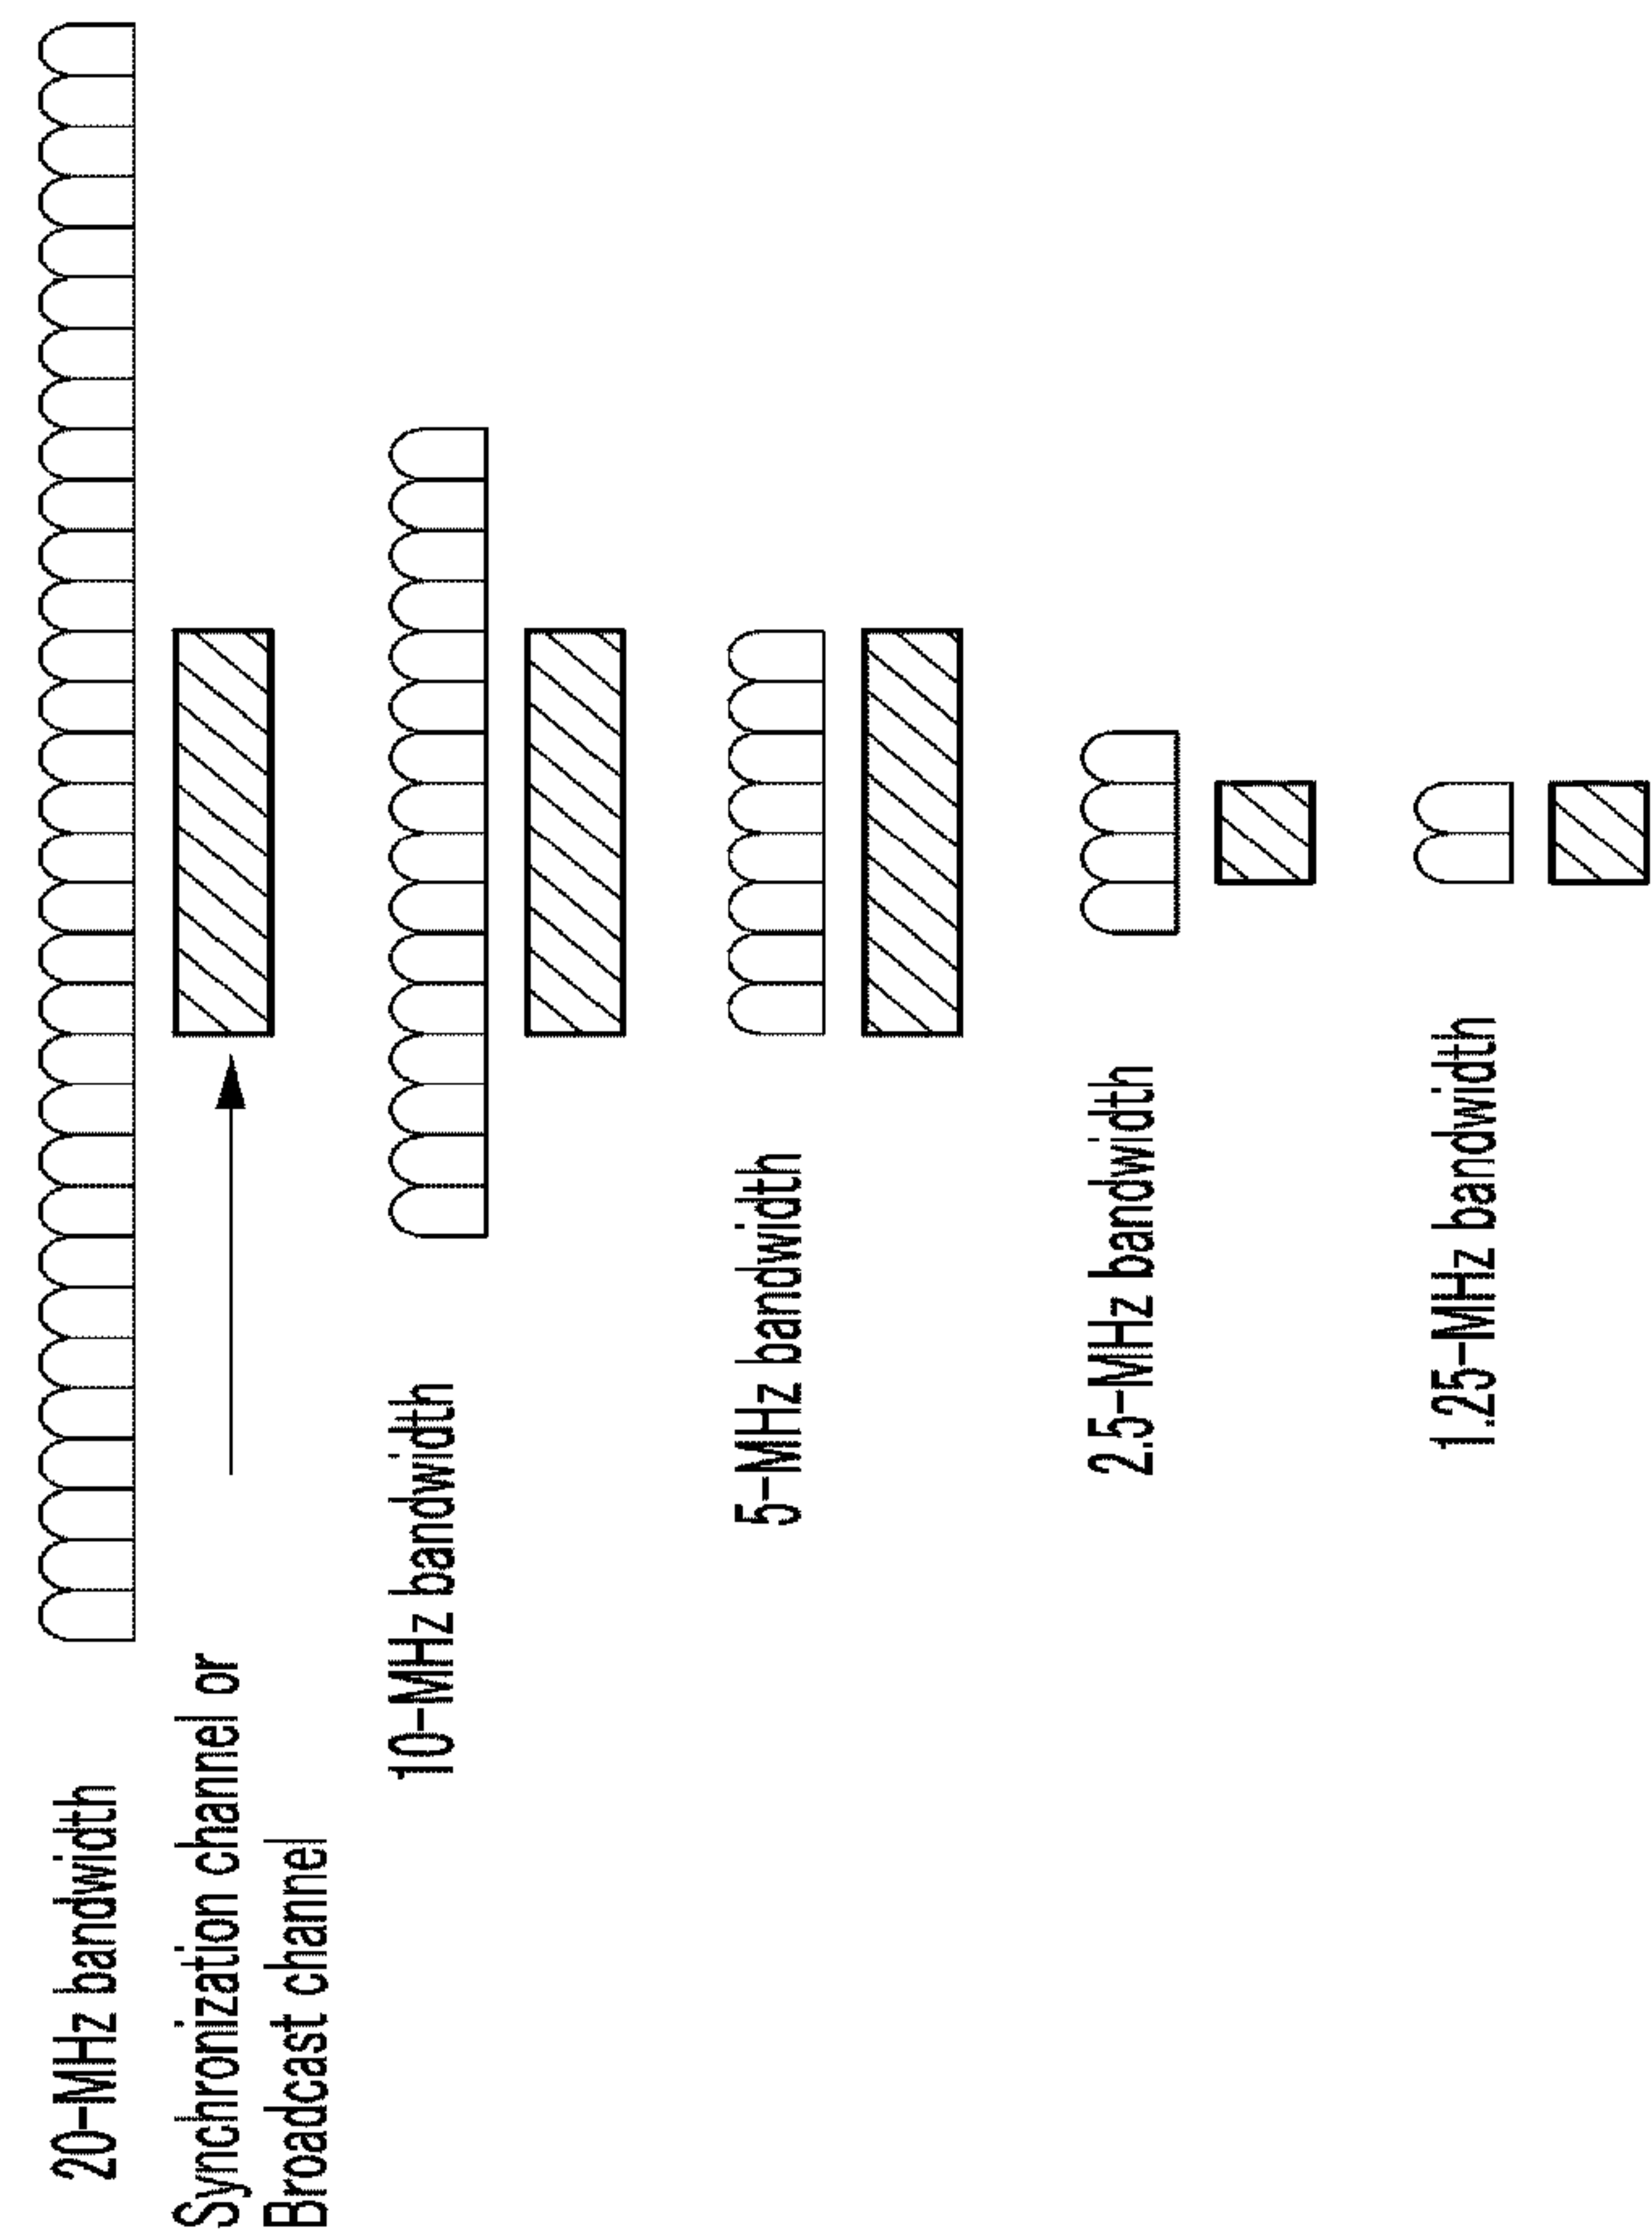 20-MHz bandwidth
Synchronization channel or
Broadcast channel
10-MHz bandwidth
5-MHz bandwidth
2.5-MHz bandwidth
1.25-MHz bandwidth